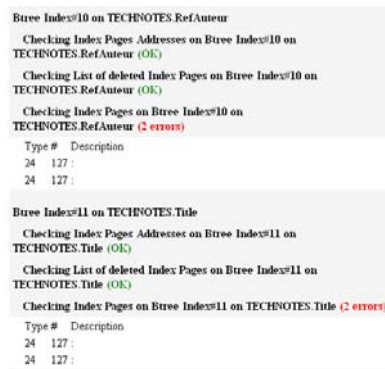 Btree Index#10 on TECHNOTES.RefAuteur
Checking Index Pages Addresses on Btree Index#10 on
TECHNOTES.RefAuteur (OK)
Checking List of deleted Index Pages on Btree Index#10 on
TECHNOTES.RefAuteur (OK)
Checking Index Pages on Btree Index#10 on
TECHNOTES.RefAuteur (2 errors)
Type # Description
24 127 :
24 127 :
Btree Index#11 on TECHNOTES.Title
Checking Index Pages Addresses on Btree Index#11 on
TECHNOTES.Title (OK)
Checking List of deleted Index Pages on Btree Index#11 on
TECHNOTES.Title (OK)
Checking Index Pages on Btree Index#11 on TECHNOTES.Title (2 errors)
Type # Description
24 127 :
24 127 :